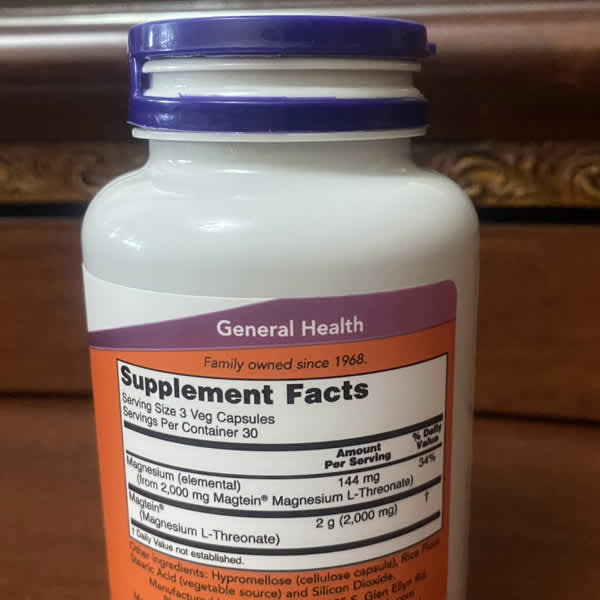 General Health
Family owned since 1968.
Supplement Facts
Serving Size 3 Veg Capsules
Servings Per Container 30
Amount Per Serving
% Daily Value
Magnesium (elemental) 144 mg 34%
(from 2,000 mg Magtein® Magnesium L-Threonate)
Magtein® 2 g (2,000 mg) †
(Magnesium L-Threonate)
† Daily Value not established.
Other ingredients: Hypromellose (cellulose capsule), Rice Flour,
Stearic Acid (vegetable source) and Silicon Dioxide.
S. Glen Ellyn Rd.